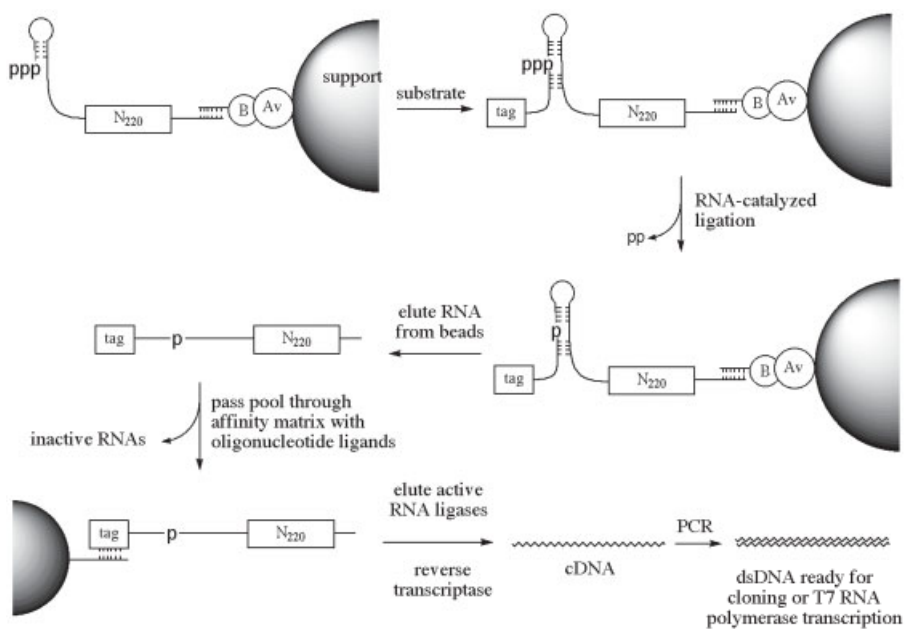 ppp
N220
B
Av
support
substrate
tag
ppp
N220
B
Av
RNA-catalyzed
ligation
pp
tag
p
N220
B
Av
elute RNA
from beads
tag
p
N220
inactive RNAs
pass pool through
affinity matrix with
oligonucleotide ligands
tag
p
N220
elute active
RNA ligases
reverse
transcriptase
cDNA
PCR
dsDNA ready for
cloning or T7 RNA
polymerase transcription